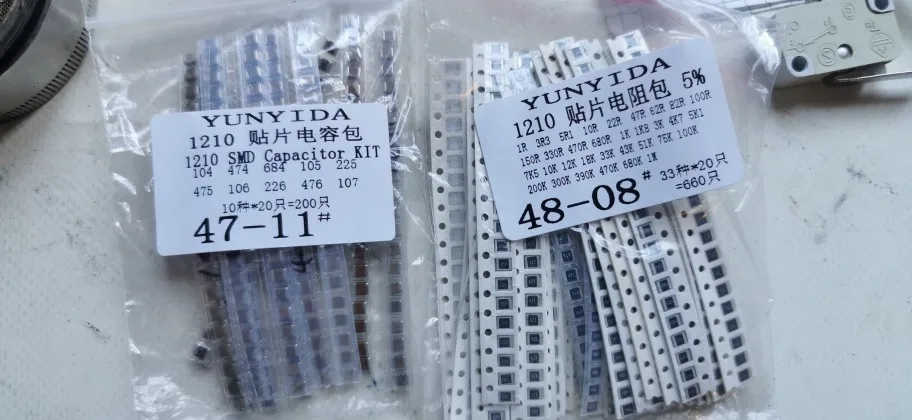 YUNYIDA
1210 贴片电容包
1210 SMD Capacitor KIT
104 474 684 105 225
475 106 226 476 107
10种*20只=200只
47-11#
YUNYIDA
1210 贴片电阻包 5%
1R 3R3 5R1 10R 22R 47R 62R 82R 100R
150R 330R 470R 680R 1K 1K8 3K 4K7 5K1
7K5 10K 12K 18K 33K 43K 51K 75K 100K
200K 300K 390K 470K 680K 1M
48-08# 33种*20只
=660只